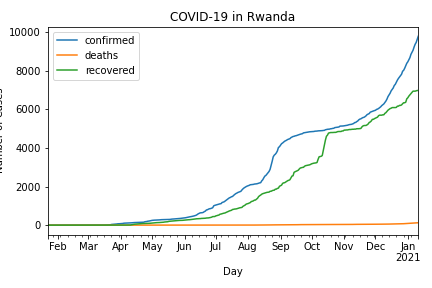 COVID-19 in Rwanda
10000
8000
6000
4000
2000
0
confirmed
deaths
recovered
Number of cases
Feb Mar Apr May Jun Jul Aug Sep Oct Nov Dec Jan
2021
Day